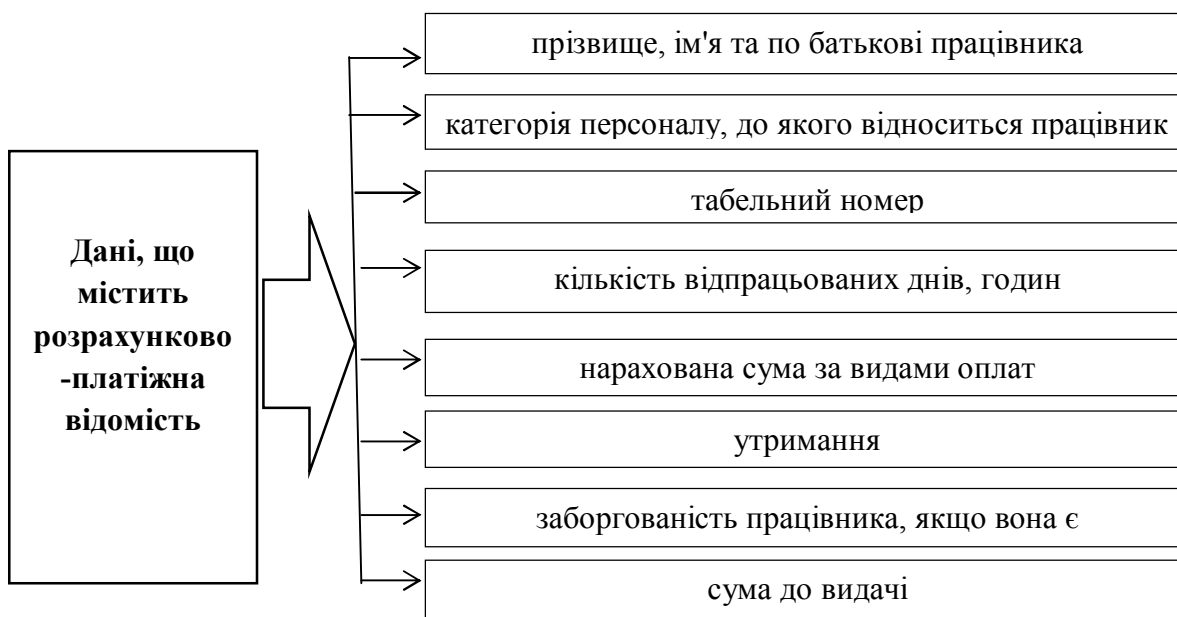 Дані, що
містить
розрахунково
-платіжна
відомість
прізвище, ім'я та по батькові працівника
категорія персоналу, до якого відноситься працівник
табельний номер
кількість відпрацьованих днів, годин
нарахована сума за видами оплат
утримання
заборгованість працівника, якщо вона є
сума до видачі